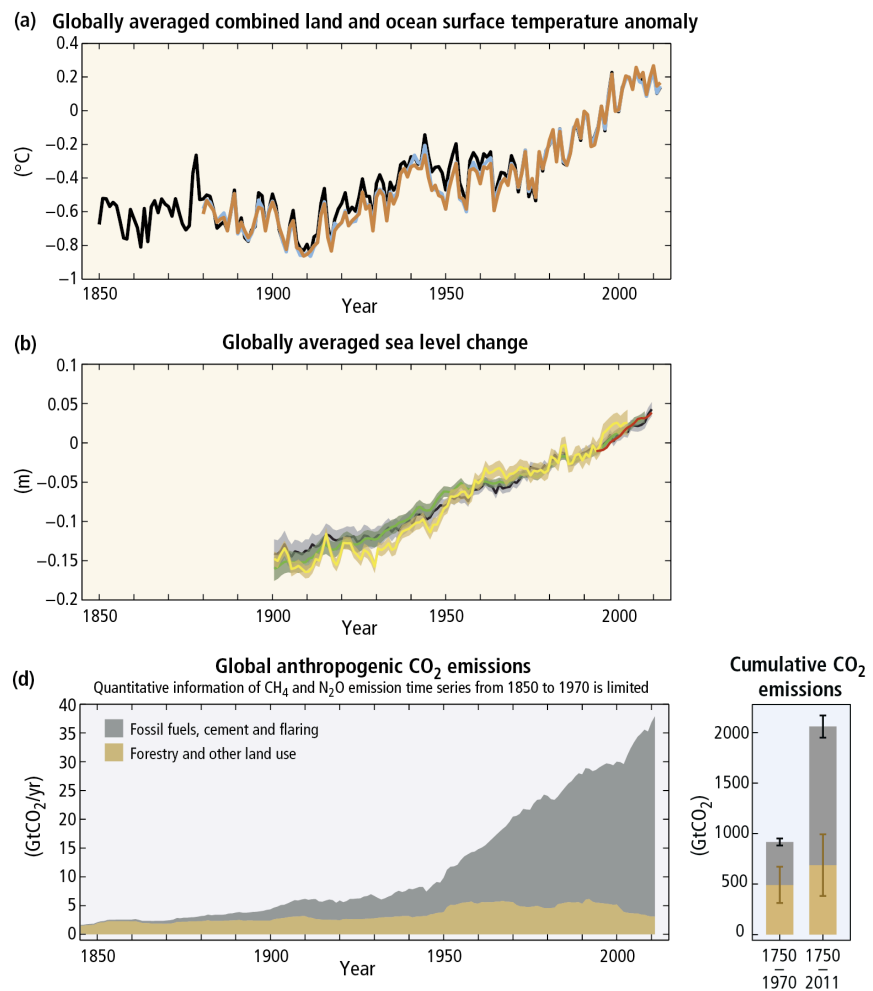 (a) Globally averaged combined land and ocean surface temperature anomaly
0.4
0.2
0
−0.2
−0.4
−0.6
−0.8
−1
(°C)
1850 1900 1950 2000
Year
(b) Globally averaged sea level change
0.1
0.05
0
−0.05
−0.1
−0.15
−0.2
(m)
1850 1900 1950 2000
Year
(d) Global anthropogenic CO2 emissions
Quantitative information of CH4 and N2O emission time series from 1850 to 1970 is limited
40
35
30
25
20
15
10
5
0
(GtCO2/yr)
Fossil fuels, cement and flaring
Forestry and other land use
1850 1900 1950 2000
Year
Cumulative CO2
emissions
2000
1500
1000
500
0
(GtCO2)
1750 1750
– –
1970 2011